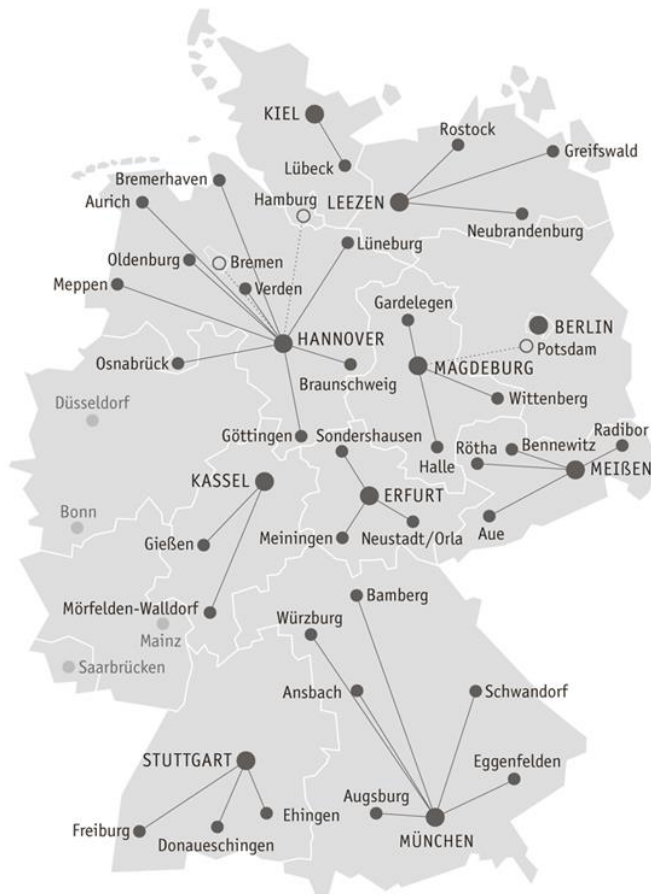 KIEL
Rostock
Greifswald
Lübeck
Bremerhaven
Hamburg
LEEZEN
Aurich
Neubrandenburg
Lüneburg
Oldenburg
Bremen
Meppen
Verden
Gardelegen
BERLIN
HANNOVER
Potsdam
Osnabrück
MAGDEBURG
Braunschweig
Wittenberg
Düsseldorf
Göttingen
Sondershausen
Radibor
Rötha
Bennewitz
Halle
MEIßEN
KASSEL
ERFURT
Bonn
Gießen
Meiningen
Neustadt/Orla
Aue
Bamberg
Mörfelden-Walldorf
Würzburg
Mainz
Saarbrücken
Ansbach
Schwandorf
STUTTGART
Eggenfelden
Augsburg
Ehingen
Freiburg
Donaueschingen
MÜNCHEN